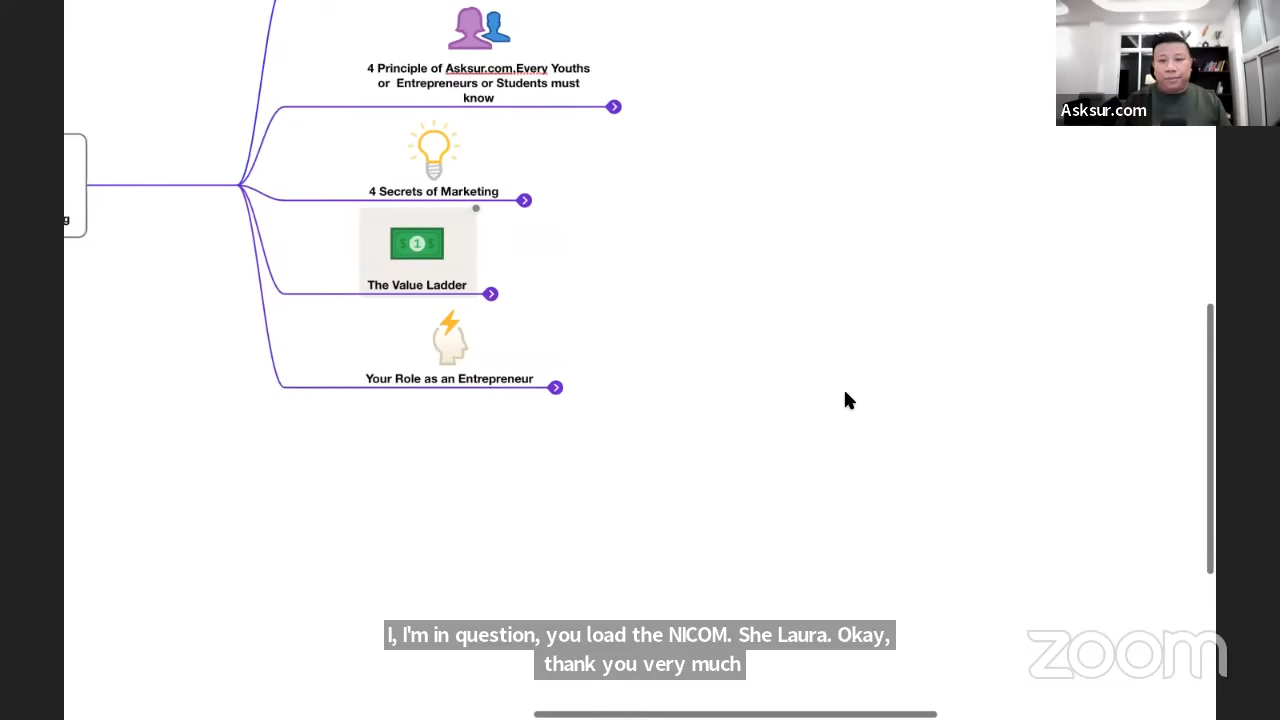 4 Principle of Asksur.com.Every Youths
or Entrepreneurs or Students must
know
Asksur.com
4 Secrets of Marketing
g
1
The Value Ladder
Your Role as an Entrepreneur
I, I'm in question, you load the NICOM. She Laura. Okay,
thank you very much
zoom